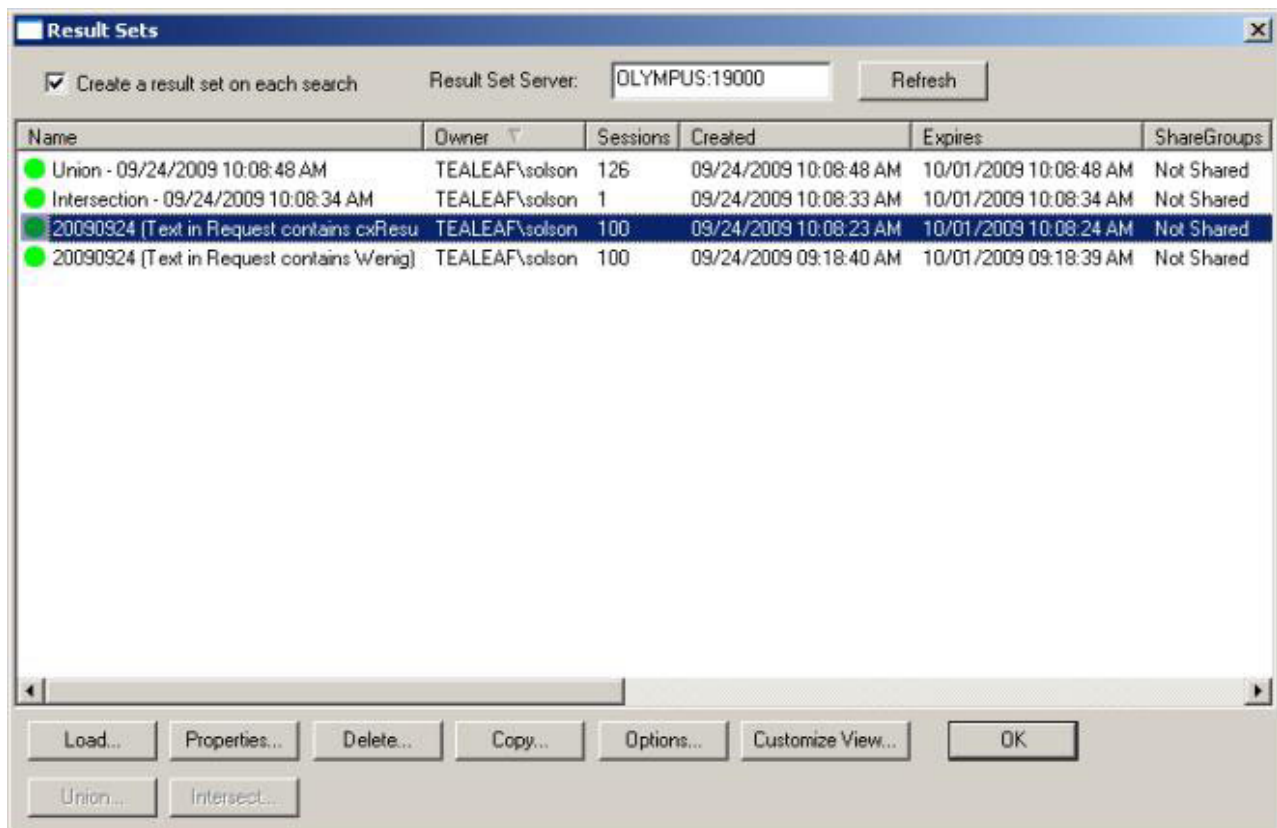 Result Sets
Create a result set on each search Result Set Server: OLYMPUS:19000 Refresh
Name Owner Sessions Created Expires ShareGroups
Union - 09/24/2009 10:08:48 AM TEALEAF\solson 126 09/24/2009 10:08:48 AM 10/01/2009 10:08:48 AM Not Shared
Intersection - 09/24/2009 10:08:34 AM TEALEAF\solson 1 09/24/2009 10:08:33 AM 10/01/2009 10:08:34 AM Not Shared
20090924 (Text in Request contains cxResu TEALEAF\solson 100 09/24/2009 10:08:23 AM 10/01/2009 10:08:24 AM Not Shared
20090924 (Text in Request contains Wenig) TEALEAF\solson 100 09/24/2009 09:18:40 AM 10/01/2009 09:18:39 AM Not Shared
Load... Properties... Delete... Copy... Options... Customize View... OK
Union... Intersect...